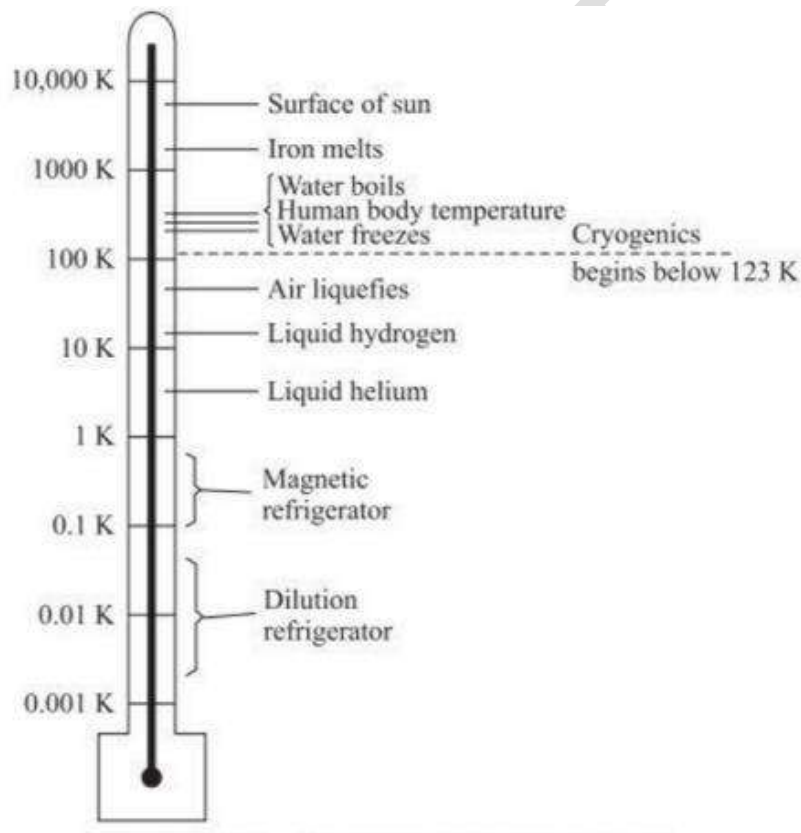 10,000 K
Surface of sun
Iron melts
1000 K
Water boils
Human body temperature
Water freezes
Cryogenics
100 K
begins below 123 K
Air liquefies
Liquid hydrogen
10 K
Liquid helium
1 K
Magnetic
refrigerator
0.1 K
Dilution
0.01 K
refrigerator
0.001 K